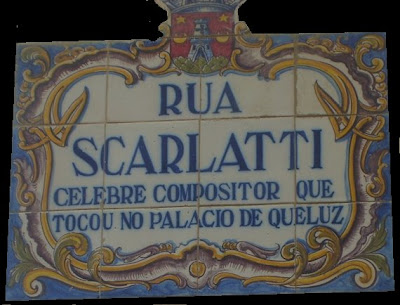 RUA
SCARLATTI
CELEBRE COMPOSITOR QUE
TOCOU NO PALACIO DE QUELUZ